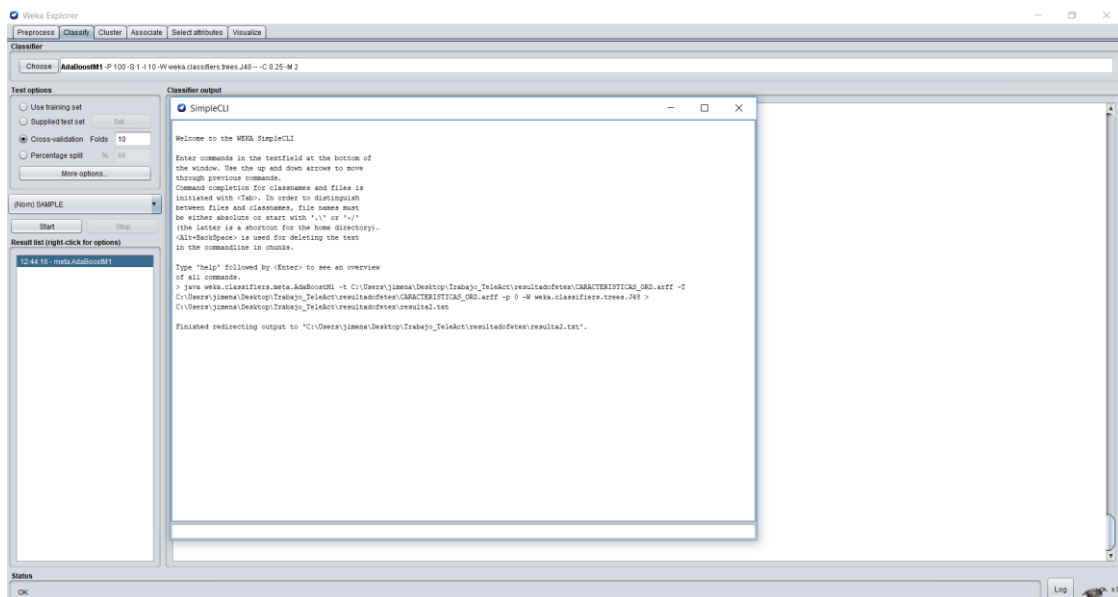 Weka Explorer
Preprocess Classify Cluster Associate Select attributes Visualize
Classifier
Choose AdaBoostM1 -P 100 -S 1 -I 10 -W weka.classifiers.trees.J48 -- -C 0.25 -M 2
Test options
Use training set
Supplied test set Set...
Cross-validation Folds 10
Percentage split % 66
More options...
(Nom) SAMPLE
Start Stop
Result list (right-click for options)
12:44:16 - meta.AdaBoostM1
Classifier output
SimpleCLI
Welcome to the WEKA SimpleCLI
Enter commands in the textfield at the bottom of
the window. Use the up and down arrows to move
through previous commands.
Command completion for classnames and files is
initiated with <Tab>. In order to distinguish
between files and classnames, file names must
be either absolute or start with '.\' or '~/'
(the latter is a shortcut for the home directory).
<Alt+BackSpace> is used for deleting the text
in the commandline in chunks.
Type 'help' followed by <Enter> to see an overview
of all commands.
> java weka.classifiers.meta.AdaBoostM1 -t C:\Users\jimena\Desktop\Trabajo_TeleAct\resultadofetex\CARACTERISTICAS_ORD.arff -T
C:\Users\jimena\Desktop\Trabajo_TeleAct\resultadofetex\CARACTERISTICAS_ORD.arff -p 0 -W weka.classifiers.trees.J48 >
C:\Users\jimena\Desktop\Trabajo_TeleAct\resultadofetex\resulta2.txt
Finished redirecting output to 'C:\Users\jimena\Desktop\Trabajo_TeleAct\resultadofetex\resulta2.txt'.
Status
OK
Log